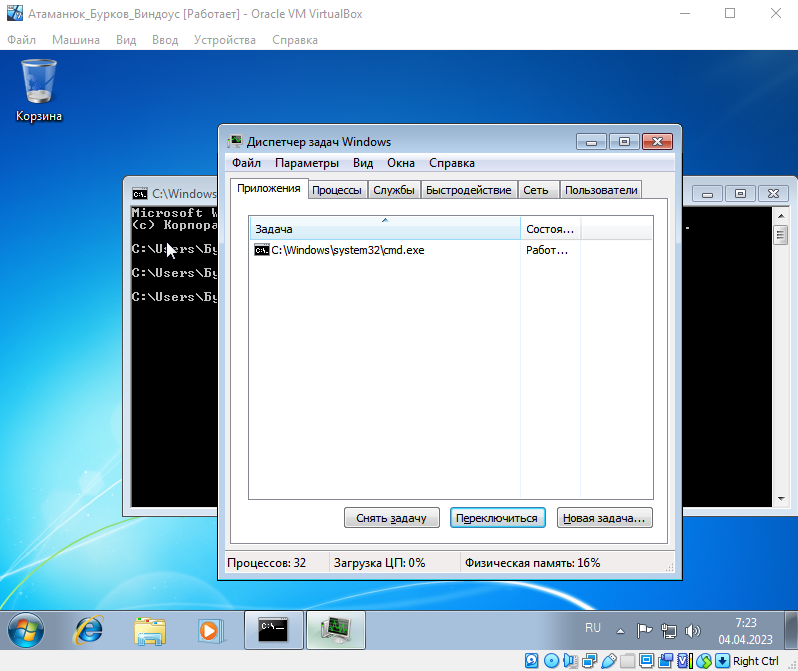 Атаманюк_Бурков_Виндоус [Работает] - Oracle VM VirtualBox
Файл Машина Вид Ввод Устройства Справка
Корзина
Диспетчер задач Windows
Файл Параметры Вид Окна Справка
Приложения Процессы Службы Быстродействие Сеть Пользователи
Задача Состоя...
C:\Windows\system32\cmd.exe Работ...
C:\Windows
Microsoft
(c) Корпора
C:\Users\Бу
C:\Users\Бу
C:\Users\Бу
Снять задачу Переключиться Новая задача...
Процессов: 32 Загрузка ЦП: 0% Физическая память: 16%
RU
7:23
04.04.2023
Right Ctrl